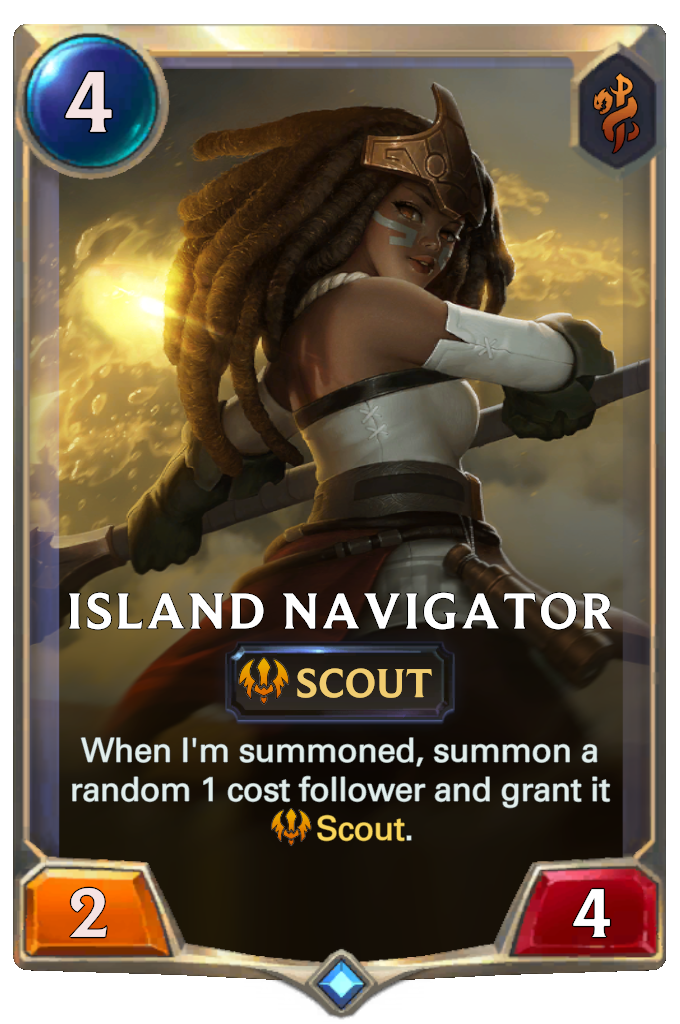 4
ISLAND NAVIGATOR
SCOUT
When I'm summoned, summon a
random 1 cost follower and grant it
Scout.
2
4